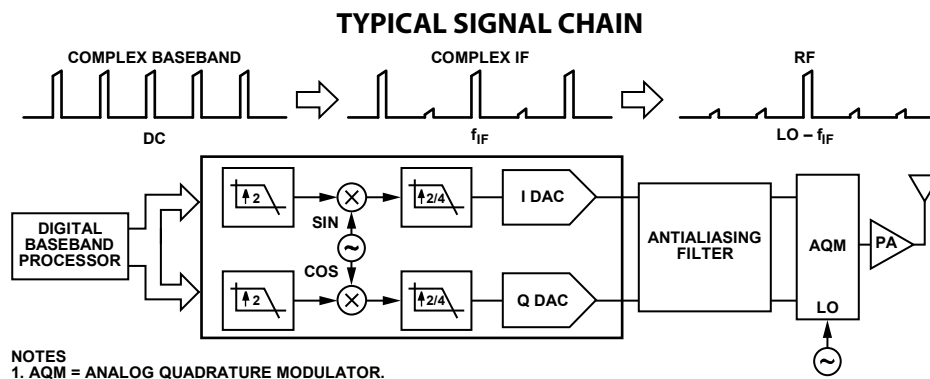 TYPICAL SIGNAL CHAIN
COMPLEX BASEBAND
COMPLEX IF
RF
DC
fIF
LO – fIF
DIGITAL
BASEBAND
PROCESSOR
2
2/4
I DAC
SIN
COS
2
2/4
Q DAC
ANTIALIASING
FILTER
AQM
LO
PA
NOTES
1. AQM = ANALOG QUADRATURE MODULATOR.